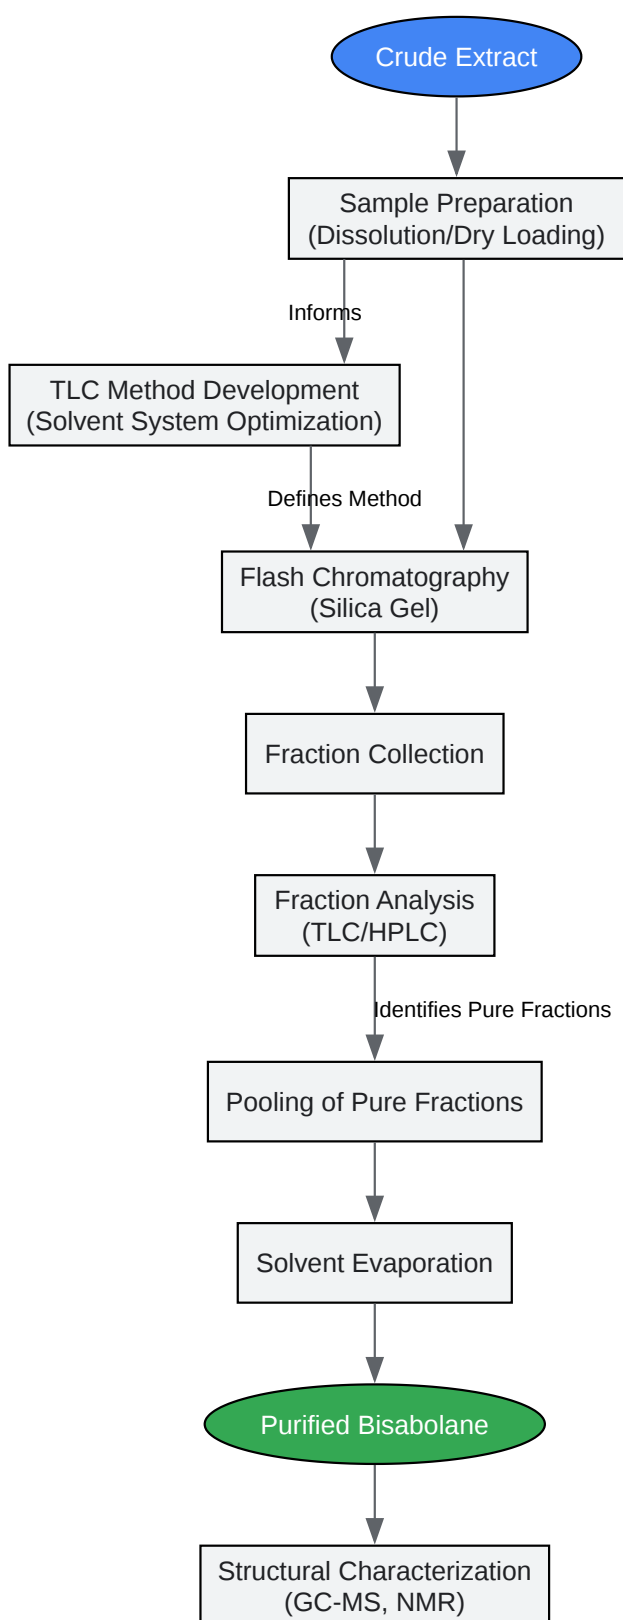 Crude Extract
Sample Preparation
(Dissolution/Dry Loading)
Informs
TLC Method Development
(Solvent System Optimization)
Defines Method
Flash Chromatography
(Silica Gel)
Fraction Collection
Fraction Analysis
(TLC/HPLC)
Identifies Pure Fractions
Pooling of Pure Fractions
Solvent Evaporation
Purified Bisabolane
Structural Characterization
(GC-MS, NMR)